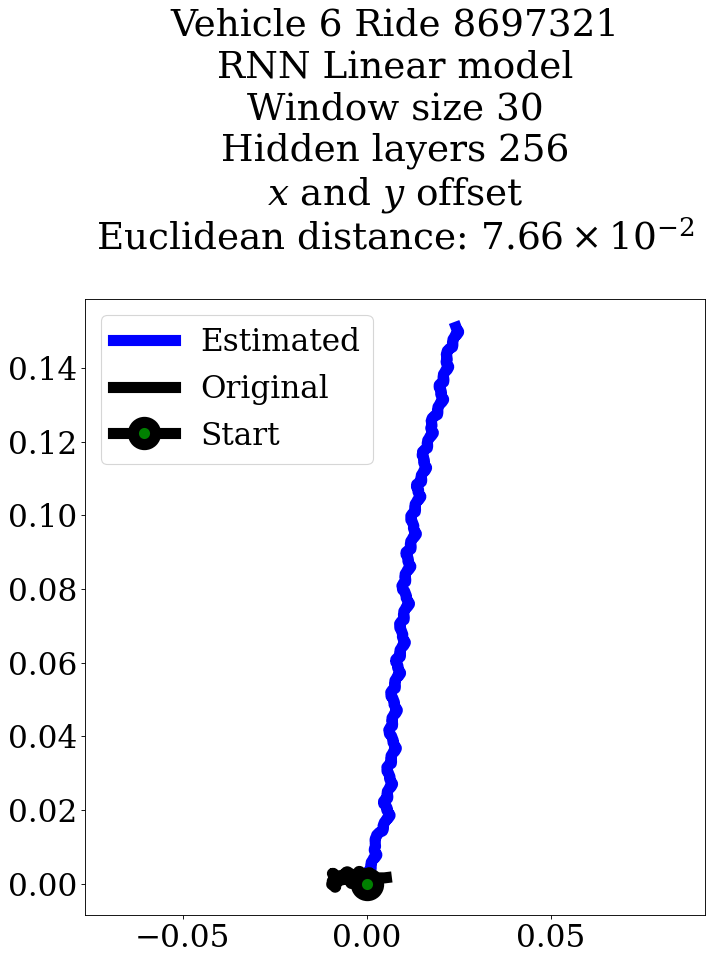 Vehicle 6 Ride 8697321
RNN Linear model
Window size 30
Hidden layers 256
x and y offset
Euclidean distance: 7.66 × 10⁻²
Estimated
Original
Start
0.14
0.12
0.10
0.08
0.06
0.04
0.02
0.00
−0.05 0.00 0.05